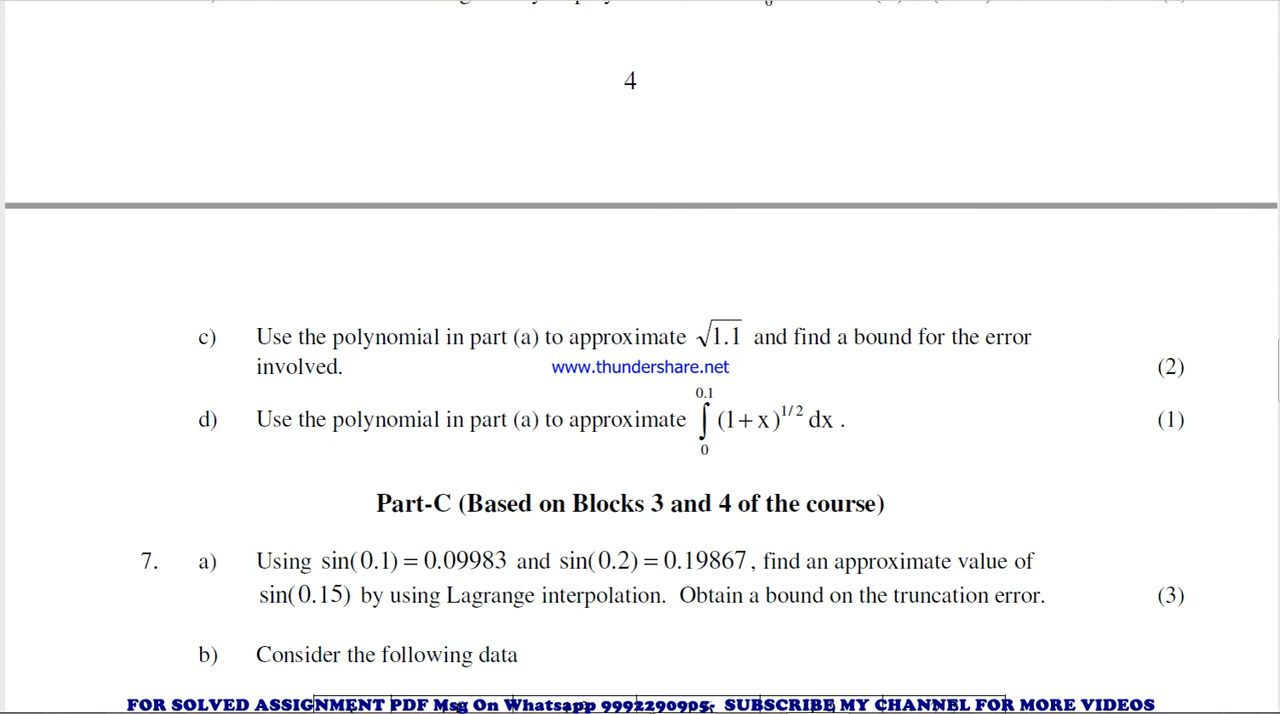 4
c) Use the polynomial in part (a) to approximate √1.1 and find a bound for the error
involved. www.thundershare.net (2)
d) Use the polynomial in part (a) to approximate ∫₀^0.1 (1+x)^1/2 dx . (1)
Part-C (Based on Blocks 3 and 4 of the course)
7. a) Using sin(0.1) = 0.09983 and sin(0.2) = 0.19867, find an approximate value of
sin(0.15) by using Lagrange interpolation. Obtain a bound on the truncation error. (3)
b) Consider the following data
FOR SOLVED ASSIGNMENT PDF Msg On Whatsapp 9992290905, SUBSCRIBE MY CHANNEL FOR MORE VIDEOS